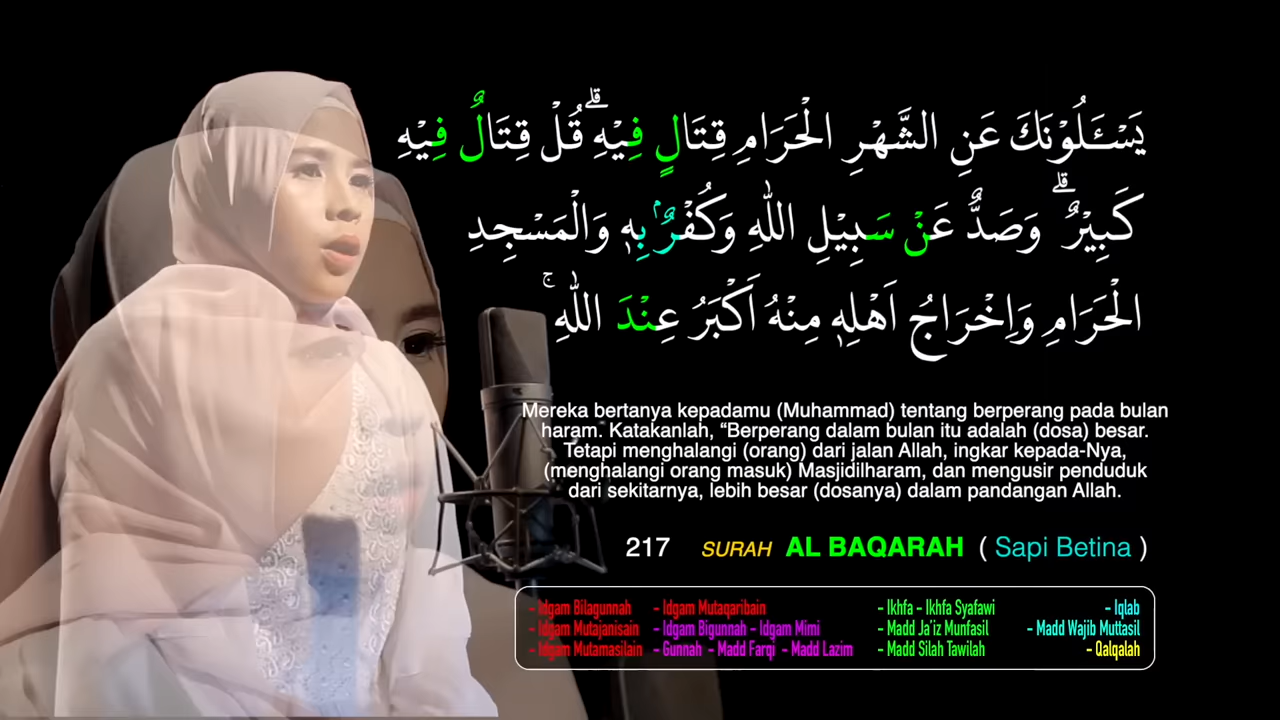 يَسْـَٔلُوْنَكَ عَنِ الشَّهْرِ الْحَرَامِ قِتَالٍ فِيْهِۗ قُلْ قِتَالٌ فِيْهِ
كَبِيْرٌۗ وَصَدٌّ عَنْ سَبِيْلِ اللّٰهِ وَكُفْرٌۢ بِهٖ وَالْمَسْجِدِ
الْحَرَامِ وَاِخْرَاجُ اَهْلِهٖ مِنْهُ اَكْبَرُ عِنْدَ اللّٰهِۚ
Mereka bertanya kepadamu (Muhammad) tentang berperang pada bulan
haram. Katakanlah, “Berperang dalam bulan itu adalah (dosa) besar.
Tetapi menghalangi (orang) dari jalan Allah, ingkar kepada-Nya,
(menghalangi orang masuk) Masjidilharam, dan mengusir penduduk
dari sekitarnya, lebih besar (dosanya) dalam pandangan Allah.
217 SURAH AL BAQARAH ( Sapi Betina )
- Idgam Bilagunnah - Idgam Mutaqaribain - Ikhfa - Ikhfa Syafawi - Iqlab
- Idgam Mutajanisain - Idgam Bigunnah - Idgam Mimi - Madd Ja'iz Munfasil - Madd Wajib Muttasil
- Idgam Mutamasilain - Gunnah - Madd Farqi - Madd Lazim - Madd Silah Tawilah - Qalqalah